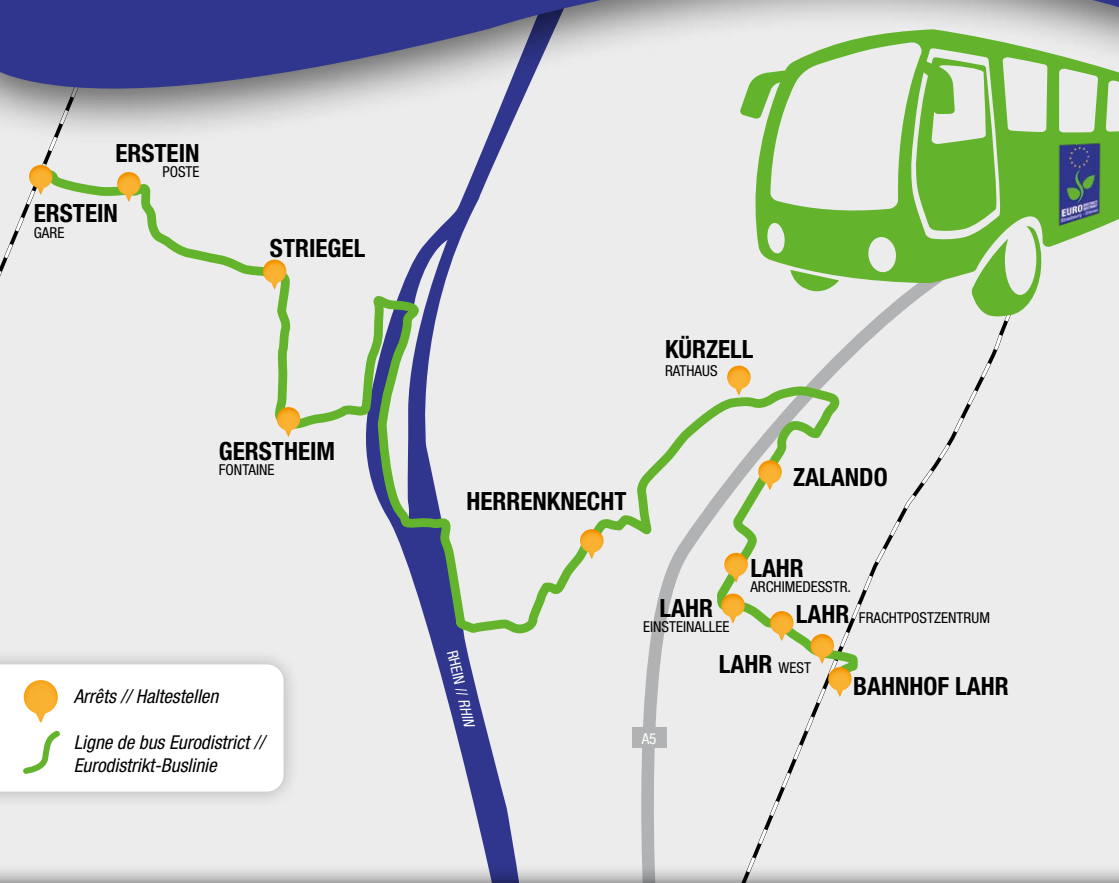 ERSTEIN
POSTE
ERSTEIN
GARE
STRIEGEL
GERSTHEIM
FONTAINE
KÜRZELL
RATHAUS
HERRENKNECHT
ZALANDO
LAHR
ARCHIMEDESSTR.
LAHR
EINSTEINALLEE
LAHR FRACHTPOSTZENTRUM
LAHR WEST
BAHNHOF LAHR
RHEIN // RHIN
A5
EURO
Arrêts // Haltestellen
Ligne de bus Eurodistrict //
Eurodistrikt-Buslinie